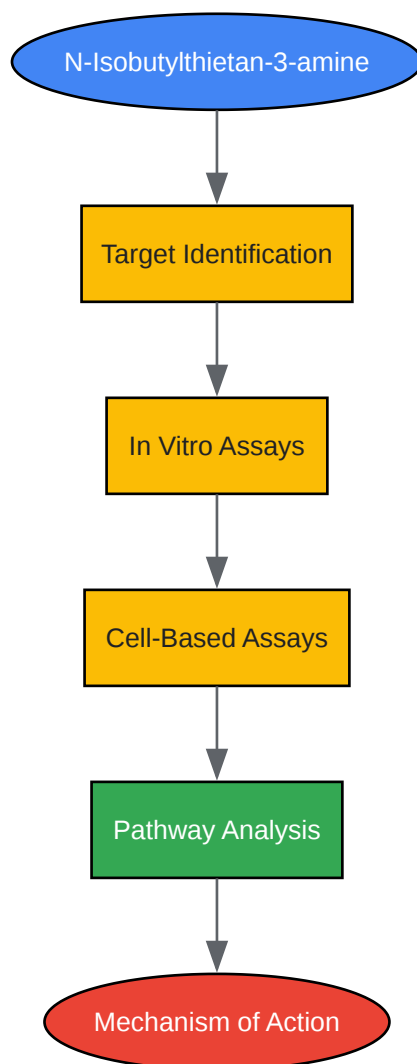 N-Isobutylthietan-3-amine
Target Identification
In Vitro Assays
Cell-Based Assays
Pathway Analysis
Mechanism of Action